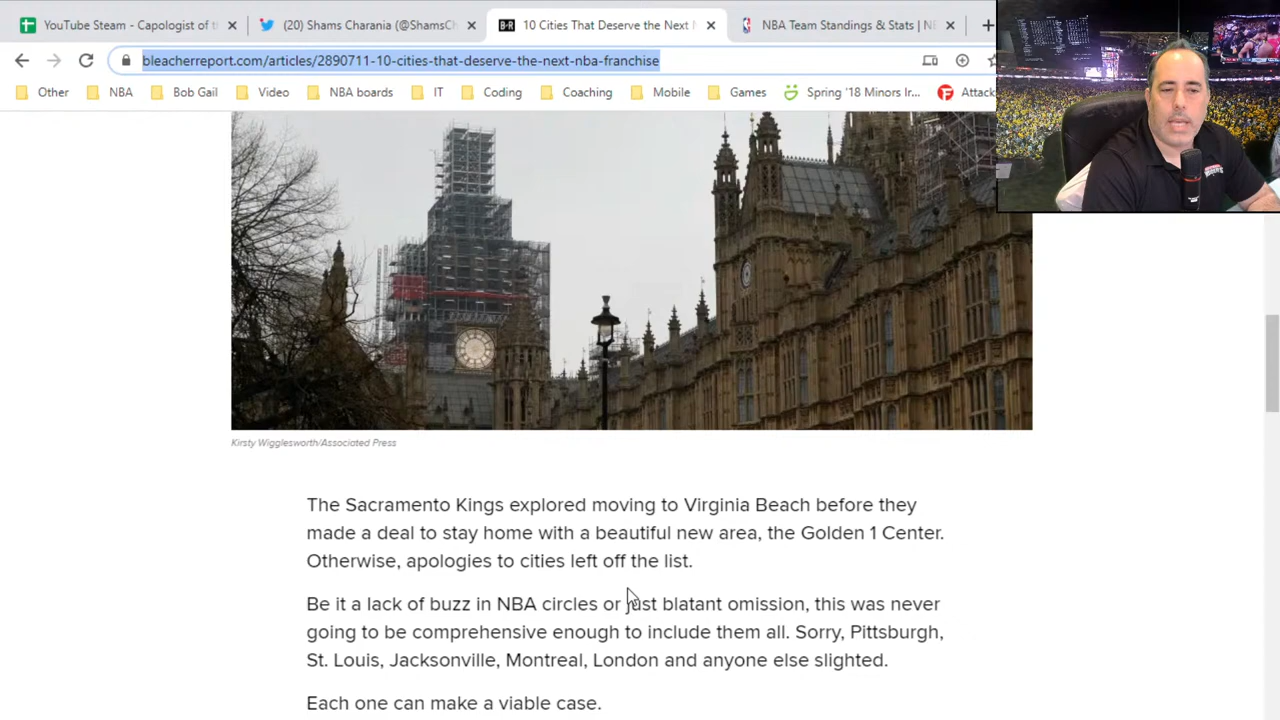 YouTube Steam - Capologist of t
(20) Shams Charania (@ShamsCh
B·R
10 Cities That Deserve the Next N
NBA Team Standings & Stats | N
bleacherreport.com/articles/2890711-10-cities-that-deserve-the-next-nba-franchise
Other
NBA
Bob Gail
Video
NBA boards
IT
Coding
Coaching
Mobile
Games
Spring '18 Minors Ir...
Attack
Kirsty Wigglesworth/Associated Press
The Sacramento Kings explored moving to Virginia Beach before they
made a deal to stay home with a beautiful new area, the Golden 1 Center.
Otherwise, apologies to cities left off the list.
Be it a lack of buzz in NBA circles or just blatant omission, this was never
going to be comprehensive enough to include them all. Sorry, Pittsburgh,
St. Louis, Jacksonville, Montreal, London and anyone else slighted.
Each one can make a viable case.